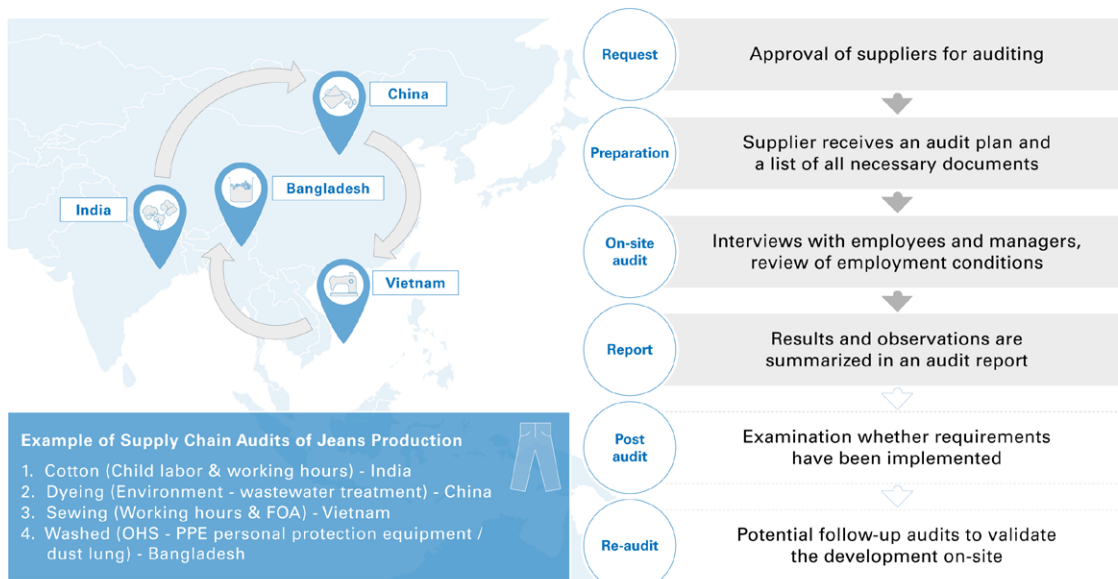 China
Bangladesh
India
Vietnam
Example of Supply Chain Audits of Jeans Production
1. Cotton (Child labor & working hours) - India
2. Dyeing (Environment - wastewater treatment) - China
3. Sewing (Working hours & FOA) - Vietnam
4. Washed (OHS - PPE personal protection equipment /
dust lung) - Bangladesh
Request
Approval of suppliers for auditing
Preparation
Supplier receives an audit plan and
a list of all necessary documents
On-site
audit
Interviews with employees and managers,
review of employment conditions
Report
Results and observations are
summarized in an audit report
Post
audit
Examination whether requirements
have been implemented
Re-audit
Potential follow-up audits to validate
the development on-site